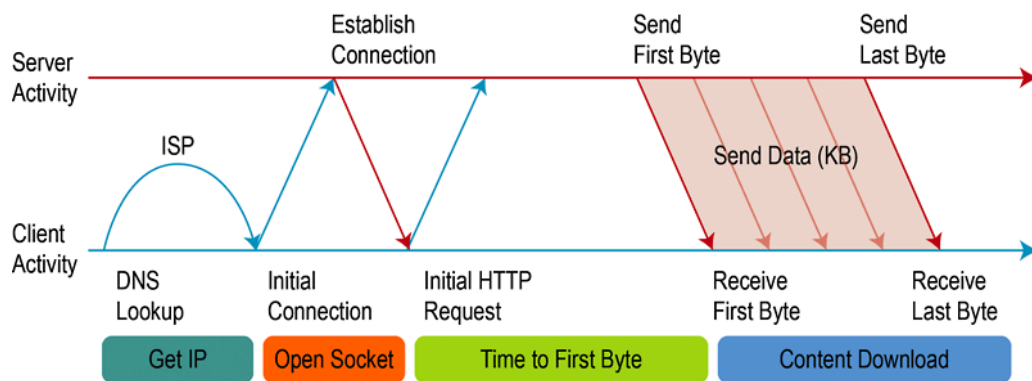 Establish
Connection
Send
First Byte
Send
Last Byte
Server
Activity
ISP
Send Data (KB)
Client
Activity
DNS
Lookup
Initial
Connection
Initial HTTP
Request
Receive
First Byte
Receive
Last Byte
Get IP
Open Socket
Time to First Byte
Content Download